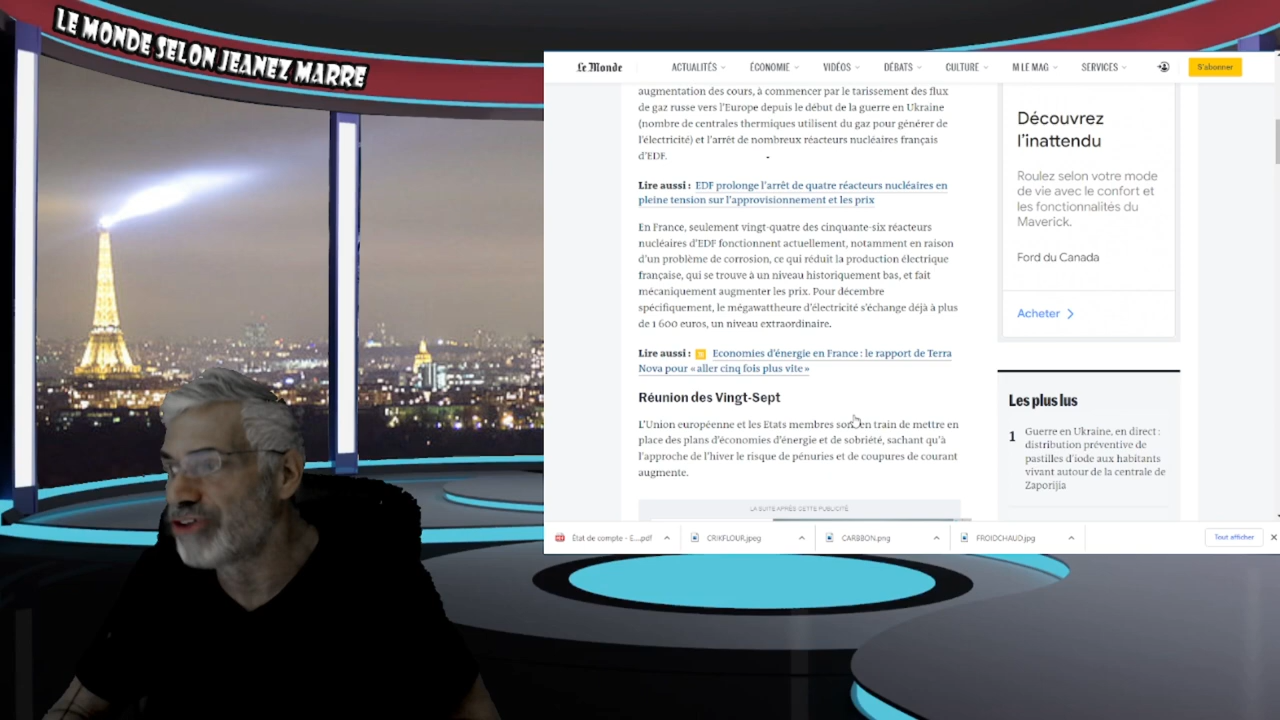 LE MONDE SELON JEANEZ MARRE
Le Monde
ACTUALITÉS
ÉCONOMIE
VIDÉOS
DÉBATS
CULTURE
M LE MAG
SERVICES
S'abonner
augmentation des cours, à commencer par le tarissement des flux
de gaz russe vers l'Europe depuis le début de la guerre en Ukraine
(nombre de centrales thermiques utilisent du gaz pour générer de
l'électricité) et l'arrêt de nombreux réacteurs nucléaires français
d'EDF.
Lire aussi : EDF prolonge l'arrêt de quatre réacteurs nucléaires en
pleine tension sur l'approvisionnement et les prix
En France, seulement vingt-quatre des cinquante-six réacteurs
nucléaires d'EDF fonctionnent actuellement, notamment en raison
d'un problème de corrosion, ce qui réduit la production électrique
française, qui se trouve à un niveau historiquement bas, et fait
mécaniquement augmenter les prix. Pour décembre
spécifiquement, le mégawattheure d'électricité s'échange déjà à plus
de 1 600 euros, un niveau extraordinaire.
Lire aussi : Economies d'énergie en France : le rapport de Terra
Nova pour « aller cinq fois plus vite »
Réunion des Vingt-Sept
L'Union européenne et les Etats membres sont en train de mettre en
place des plans d'économies d'énergie et de sobriété, sachant qu'à
l'approche de l'hiver le risque de pénuries et de coupures de courant
augmente.
LA SUITE APRÈS CETTE PUBLICITÉ
Découvrez
l'inattendu
Roulez selon votre mode
de vie avec le confort et
les fonctionnalités du
Maverick.
Ford du Canada
Acheter
Les plus lus
1 Guerre en Ukraine, en direct :
distribution préventive de
pastilles d'iode aux habitants
vivant autour de la centrale de
Zaporijia
État de compte - E....pdf
CRIKFLOUR.jpeg
CARBBON.png
FROIDCHAUD.jpg
Tout afficher